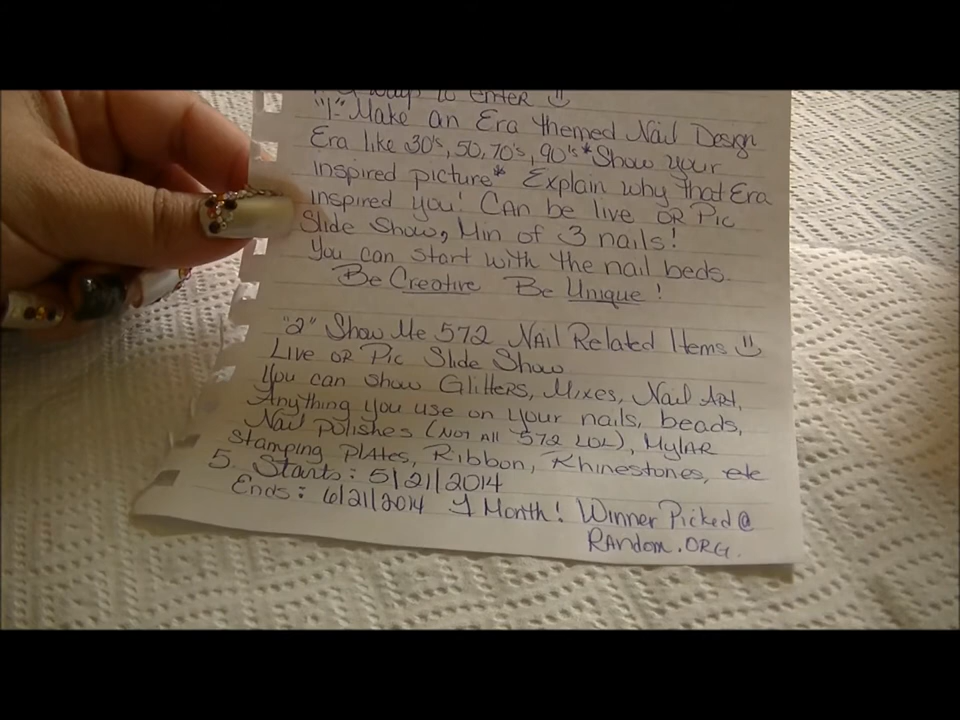 ways to enter
"1" Make an Era themed Nail Design
Era like 30's, 50, 70's, 90's *Show your
inspired picture* Explain why that Era
inspired you! CAN be live OR Pic
Slide Show, Min of 3 nails!
You can start with the nail beds.
Be Creative Be Unique!
"2" Show Me 572 Nail Related Items
Live OR Pic Slide Show
You can show Glitters, Mixes, Nail Art,
Anything you use on your nails, beads,
Nail polishes (Not All 572 LOL), Mylar
Stamping Plates, Ribbon, Rhinestones, etc
5. Starts: 5/21/2014
Ends: 6/21/2014 1 Month! Winner Picked @
Random.ORG.